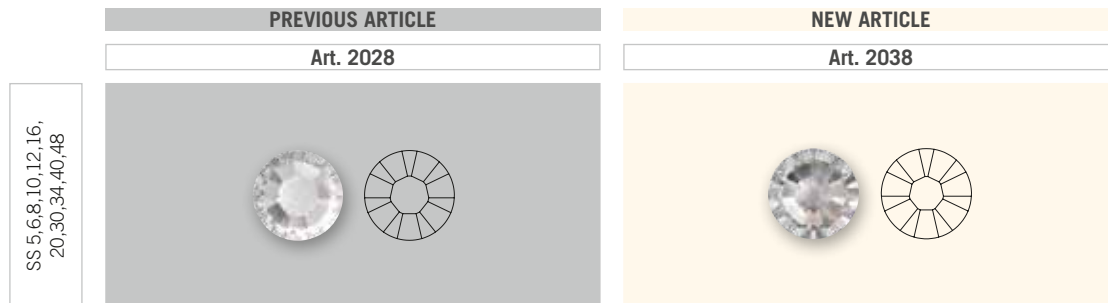 PREVIOUS ARTICLE
NEW ARTICLE
Art. 2028
Art. 2038
SS 5,6,8,10,12,16,
20,30,34,40,48